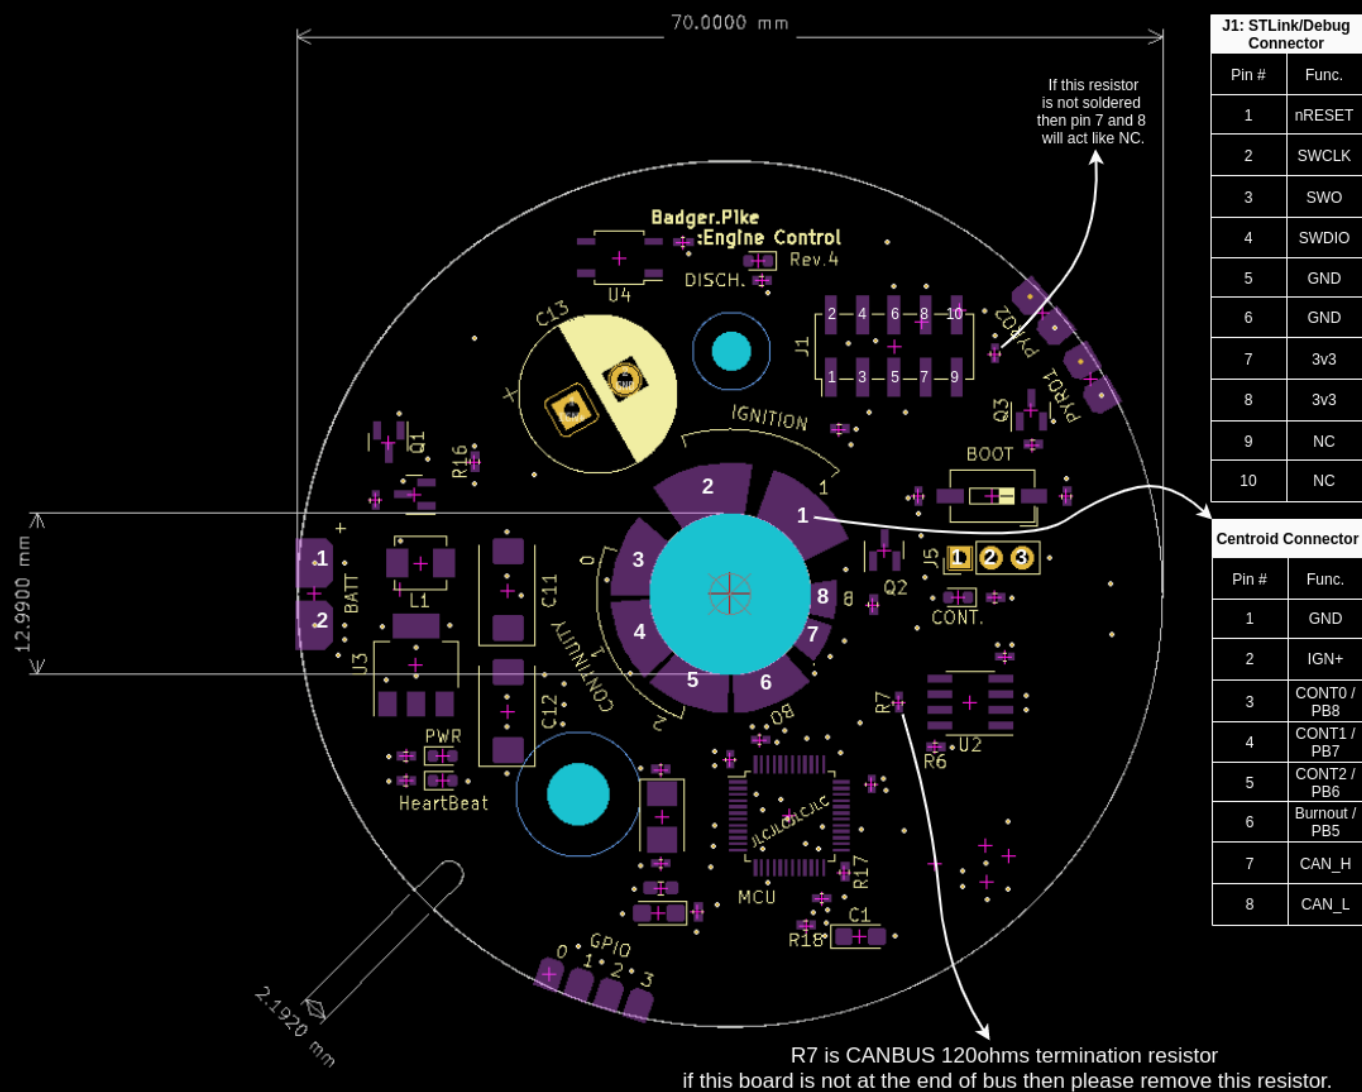 70.0000 mm
If this resistor
is not soldered
then pin 7 and 8
will act like NC.
J1: STLink/Debug
Connector
Pin # Func.
1 nRESET
2 SWCLK
3 SWO
4 SWDIO
5 GND
6 GND
7 3v3
8 3v3
9 NC
10 NC
Centroid Connector
Pin # Func.
1 GND
2 IGN+
3 CONT0 /
PB8
4 CONT1 /
PB7
5 CONT2 /
PB6
6 Burnout /
PB5
7 CAN_H
8 CAN_L
Badger.Pike
:Engine Control
Rev.4
DISCH.
U4
C13
+
J1
2 4 6 8 10
1 3 5 7 9
PYRO2
PYRO1
Q3
IGNITION
1
Q1
R16
BOOT
2
1
3
4
5
6
7
8
0
1
2
CONTINUITY
BO
Q2
J5
1 2 3
CONT.
12.9900 mm
+
1
2
BATT
L1
C11
U3
C12
R7
U2
R6
PWR
HeartBeat
JLCJLCJLCJLC
MCU
R17
R18
C1
GPIO
0 1 2 3
2.1920 mm
R7 is CANBUS 120ohms termination resistor
if this board is not at the end of bus then please remove this resistor.